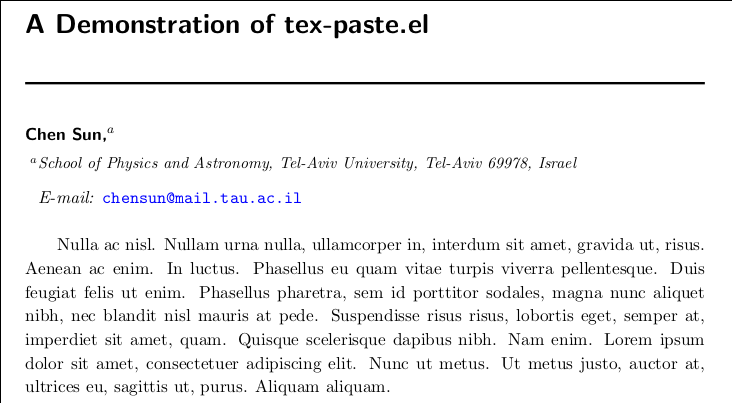 A Demonstration of tex-paste.el
Chen Sun,ᵃ
ᵃSchool of Physics and Astronomy, Tel-Aviv University, Tel-Aviv 69978, Israel
E-mail: chensun@mail.tau.ac.il
Nulla ac nisl. Nullam urna nulla, ullamcorper in, interdum sit amet, gravida ut, risus.
Aenean ac enim. In luctus. Phasellus eu quam vitae turpis viverra pellentesque. Duis
feugiat felis ut enim. Phasellus pharetra, sem id porttitor sodales, magna nunc aliquet
nibh, nec blandit nisl mauris at pede. Suspendisse risus risus, lobortis eget, semper at,
imperdiet sit amet, quam. Quisque scelerisque dapibus nibh. Nam enim. Lorem ipsum
dolor sit amet, consectetuer adipiscing elit. Nunc ut metus. Ut metus justo, auctor at,
ultrices eu, sagittis ut, purus. Aliquam aliquam.